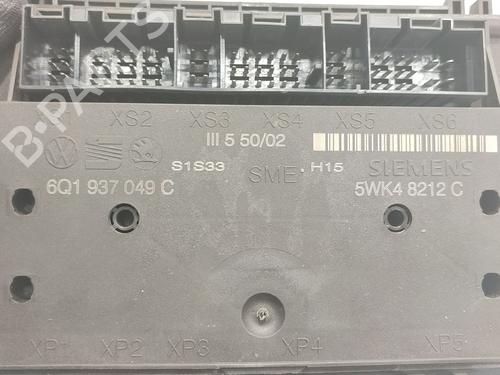 XS1 XS2 XS3 XS4 XS5 XS6
III 5 50/02
S1S33 SME H15 SIEMENS
6Q1 937 049 C 5WK4 8212 C
XP1 XP2 XP3 XP4 XP5
B-PARTS